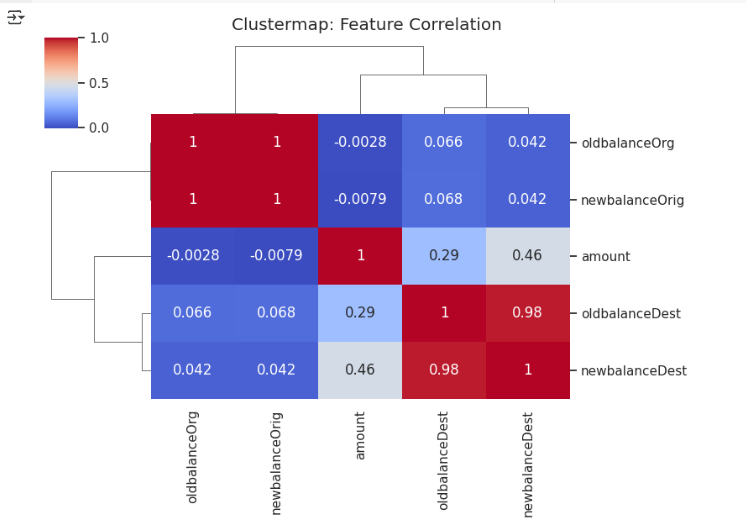 Clustermap: Feature Correlation
1.0
0.5
0.0
1 1 -0.0028 0.066 0.042 oldbalanceOrg
1 1 -0.0079 0.068 0.042 newbalanceOrig
-0.0028 -0.0079 1 0.29 0.46 amount
0.066 0.068 0.29 1 0.98 oldbalanceDest
0.042 0.042 0.46 0.98 1 newbalanceDest
oldbalanceOrg newbalanceOrig amount oldbalanceDest newbalanceDest